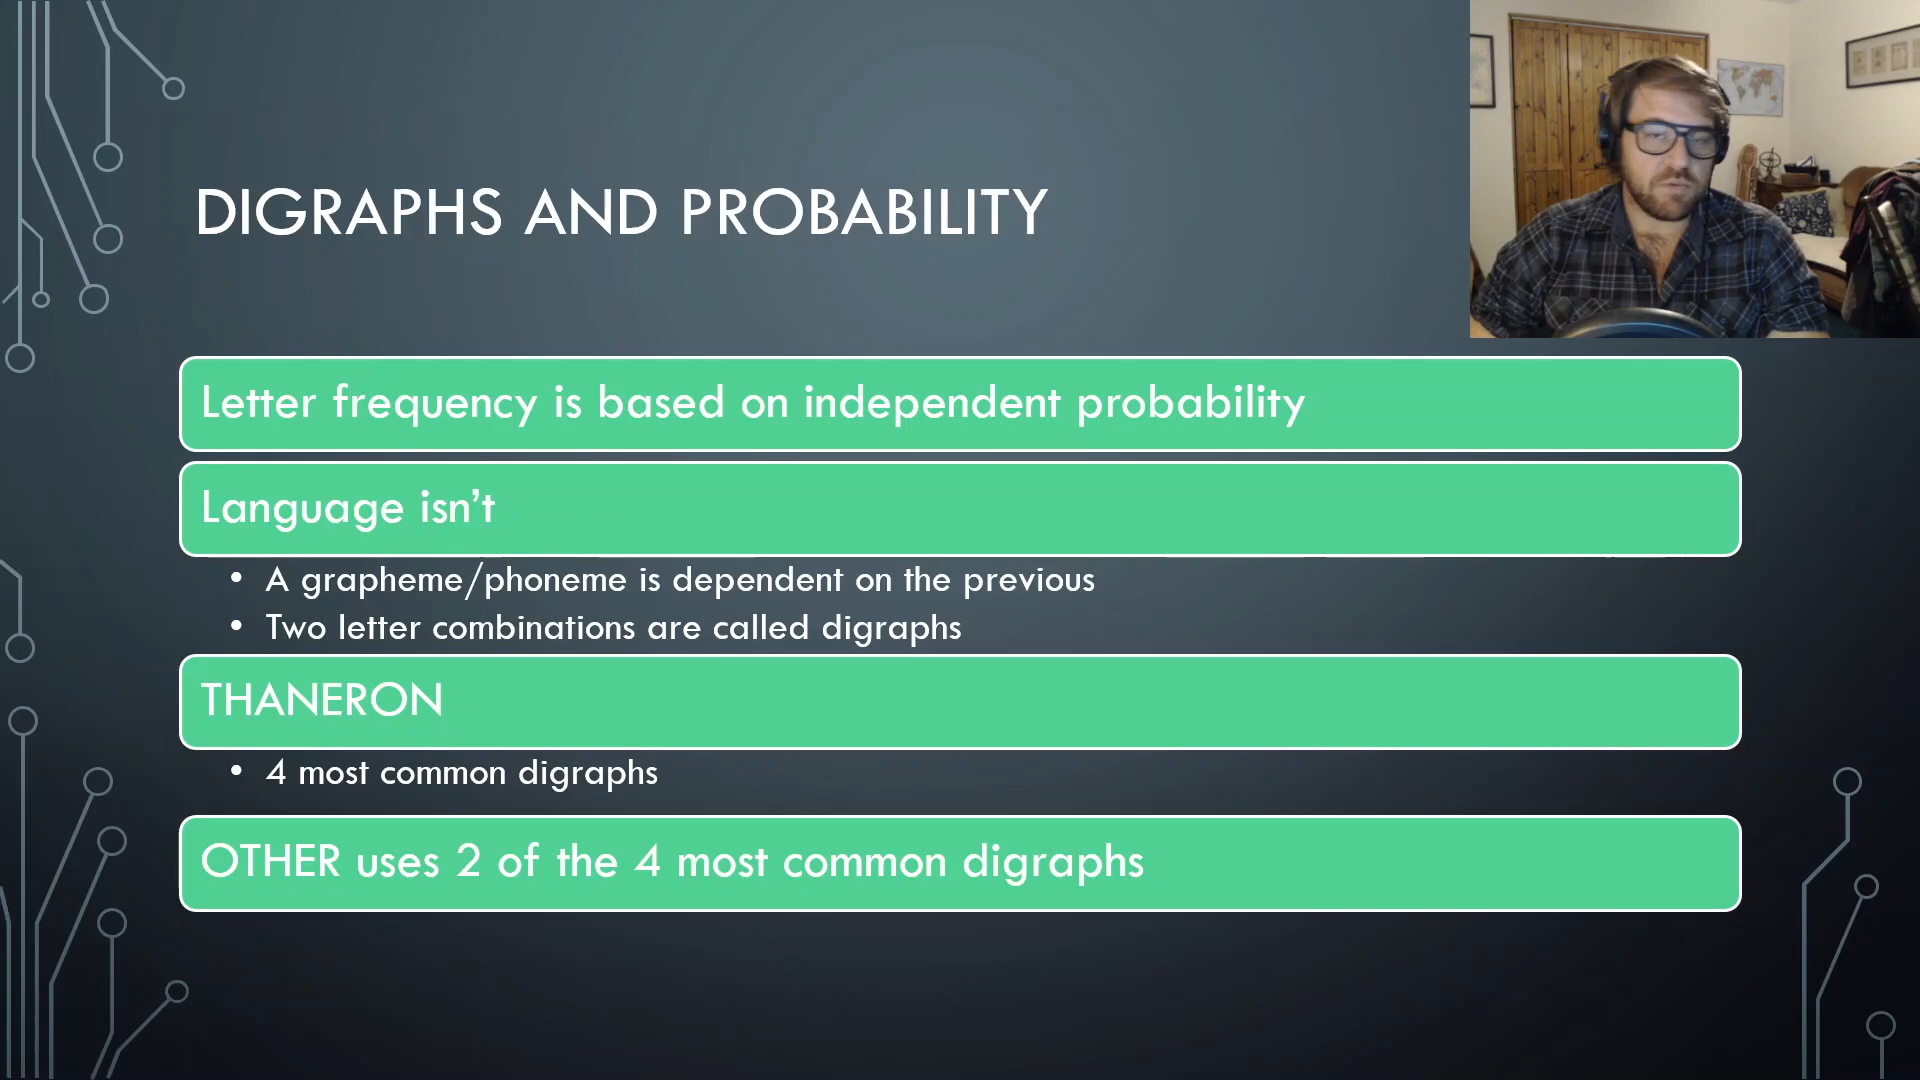 DIGRAPHS AND PROBABILITY
Letter frequency is based on independent probability
Language isn’t
• A grapheme/phoneme is dependent on the previous
• Two letter combinations are called digraphs
THANERON
• 4 most common digraphs
OTHER uses 2 of the 4 most common digraphs